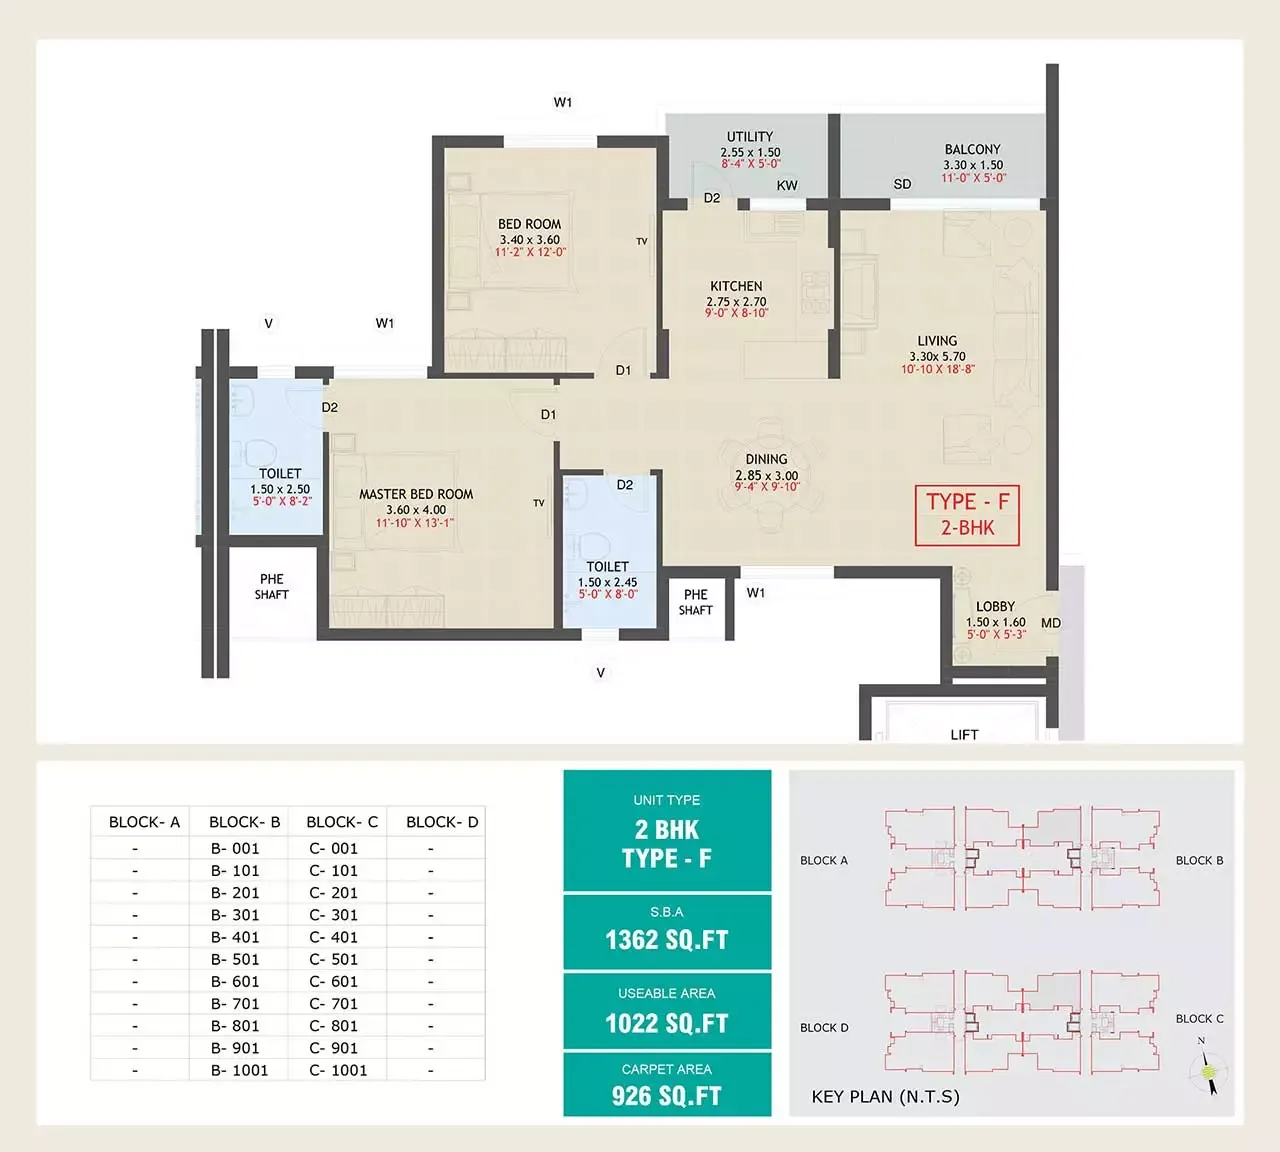 W1
UTILITY
2.55 x 1.50
8'-4" X 5'-0"
BALCONY
3.30 x 1.50
11'-0" X 5'-0"
KW
SD
D2
BED ROOM
3.40 x 3.60
11'-2" X 12'-0"
TV
KITCHEN
2.75 x 2.70
9'-0" X 8-10"
V
W1
LIVING
3.30x 5.70
10'-10 X 18'-8"
D1
D2
D1
DINING
2.85 x 3.00
9'-4" X 9'-10"
TOILET
1.50 x 2.50
5'-0" X 8'-2"
MASTER BED ROOM
3.60 x 4.00
11'-10" X 13'-1"
TV
D2
TYPE - F
2-BHK
TOILET
1.50 x 2.45
5'-0" X 8'-0"
PHE
SHAFT
PHE
SHAFT
W1
LOBBY
1.50 x 1.60
5'-0" X 5'-3"
MD
V
LIFT
BLOCK- A BLOCK- B BLOCK- C BLOCK- D
- B- 001 C- 001 -
- B- 101 C- 101 -
- B- 201 C- 201 -
- B- 301 C- 301 -
- B- 401 C- 401 -
- B- 501 C- 501 -
- B- 601 C- 601 -
- B- 701 C- 701 -
- B- 801 C- 801 -
- B- 901 C- 901 -
- B- 1001 C- 1001 -
UNIT TYPE
2 BHK
TYPE - F
S.B.A
1362 SQ.FT
USEABLE AREA
1022 SQ.FT
CARPET AREA
926 SQ.FT
BLOCK A
BLOCK B
BLOCK D
BLOCK C
N
KEY PLAN (N.T.S)